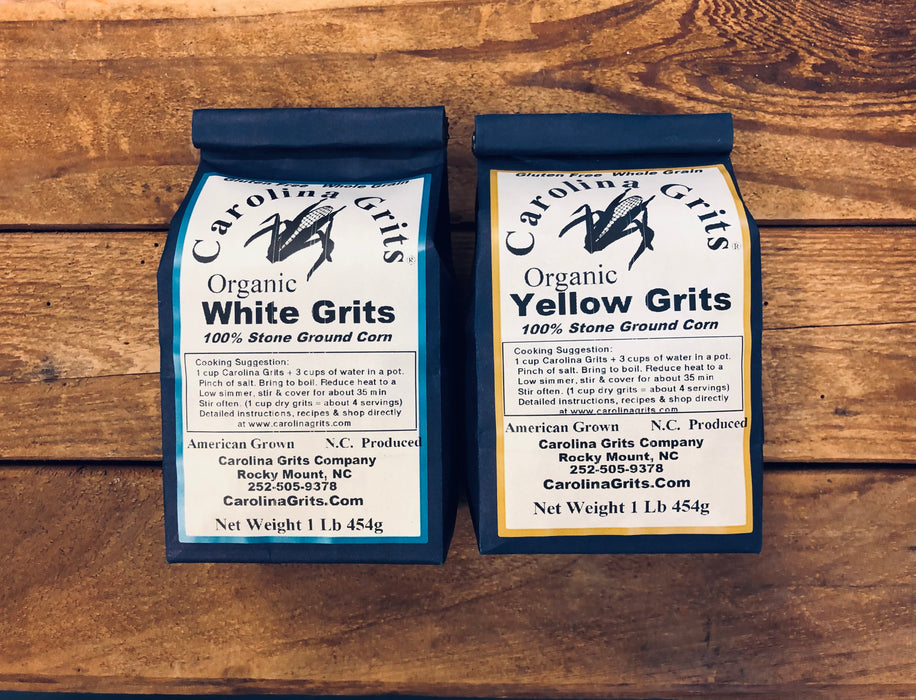 Gluten Free Whole Grain
Carolina Grits®
Organic
White Grits
100% Stone Ground Corn
Cooking Suggestion:
1 cup Carolina Grits + 3 cups of water in a pot.
Pinch of salt. Bring to boil. Reduce heat to a
Low simmer, stir & cover for about 35 min
Stir often. (1 cup dry grits = about 4 servings)
Detailed instructions, recipes & shop directly
at www.carolinagrits.com
American Grown N.C. Produced
Carolina Grits Company
Rocky Mount, NC
252-505-9378
CarolinaGrits.Com
Net Weight 1 Lb 454g
Gluten Free Whole Grain
Carolina Grits®
Organic
Yellow Grits
100% Stone Ground Corn
Cooking Suggestion:
1 cup Carolina Grits + 3 cups of water in a pot.
Pinch of salt. Bring to boil. Reduce heat to a
Low simmer, stir & cover for about 35 min
Stir often. (1 cup dry grits = about 4 servings)
Detailed instructions, recipes & shop directly
at www.carolinagrits.com
American Grown N.C. Produced
Carolina Grits Company
Rocky Mount, NC
252-505-9378
CarolinaGrits.Com
Net Weight 1 Lb 454g